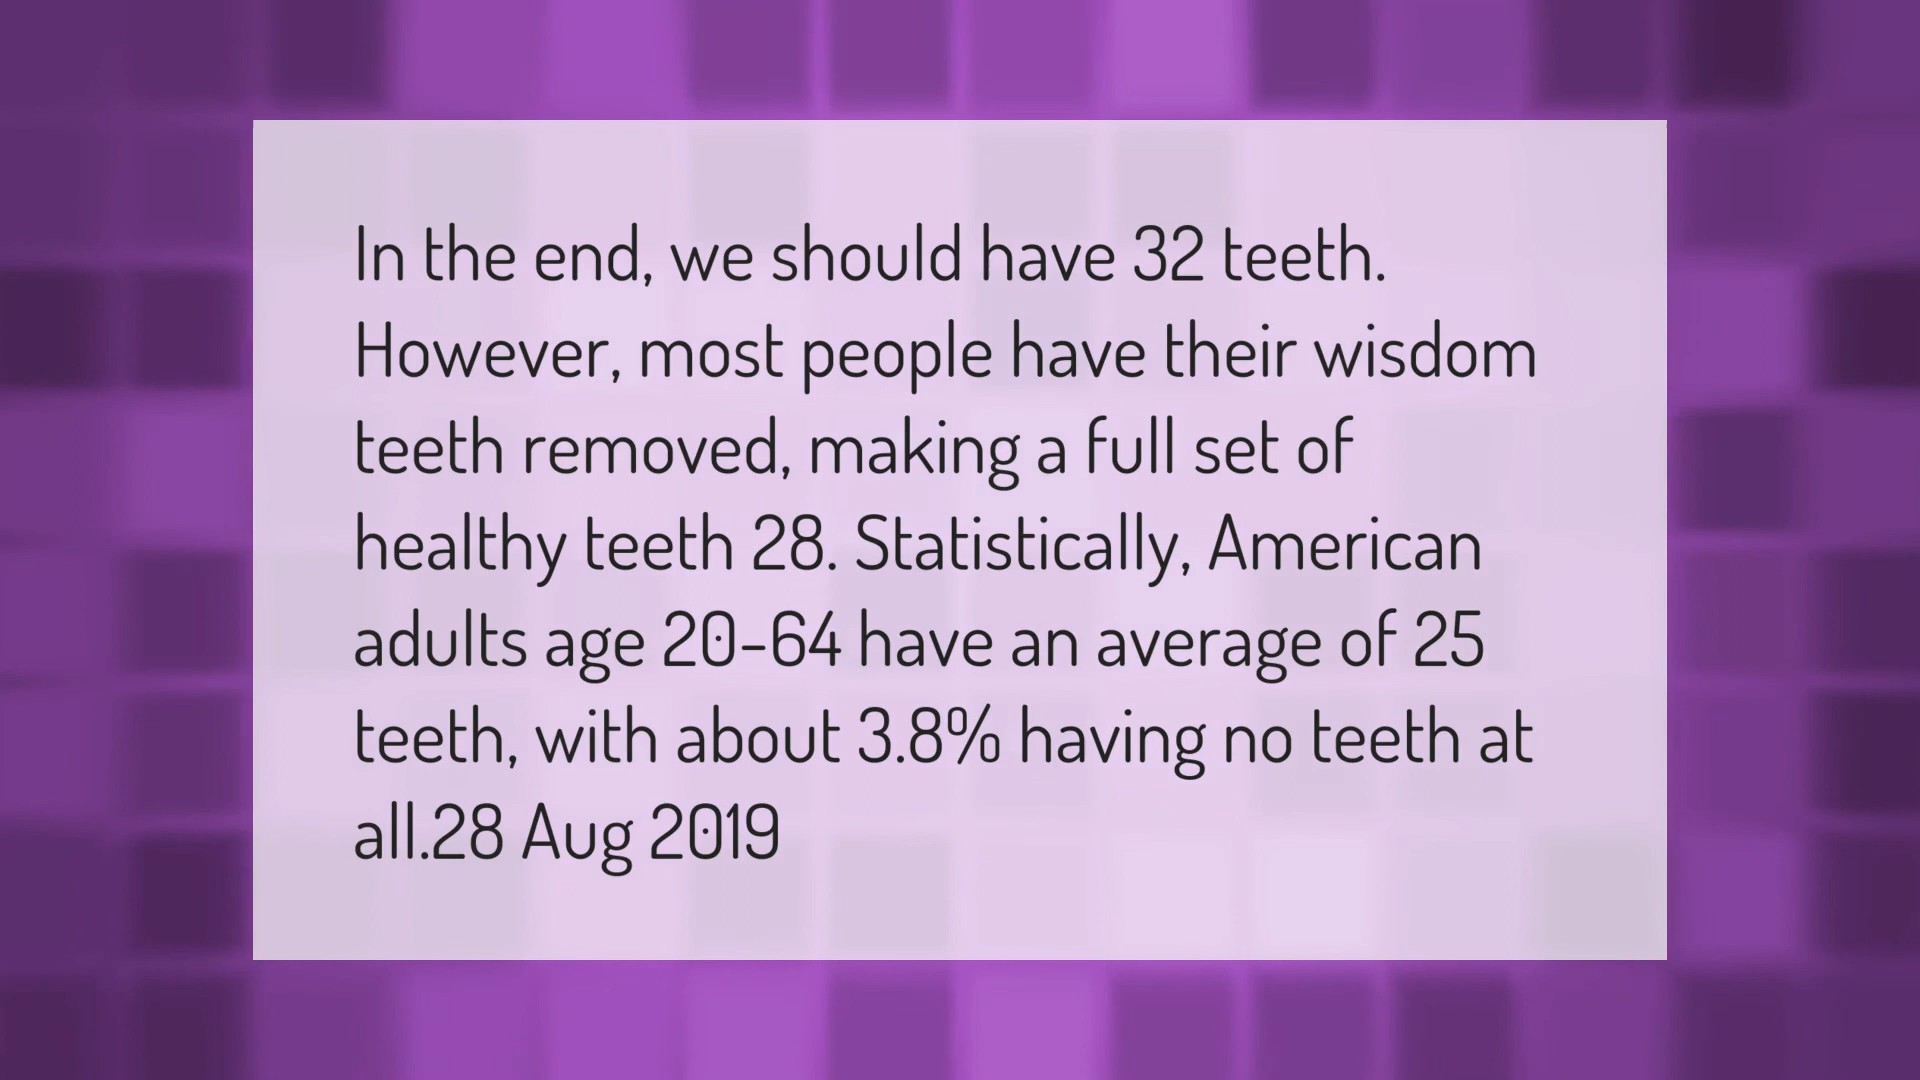 In the end, we should have 32 teeth.
However, most people have their wisdom
teeth removed, making a full set of
healthy teeth 28. Statistically, American
adults age 20-64 have an average of 25
teeth, with about 3.8% having no teeth at
all.28 Aug 2019